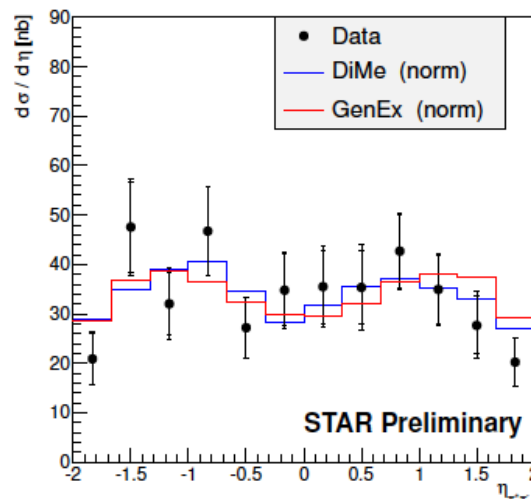 dσ / dη [nb]
90
80
70
60
50
40
30
20
10
0
Data
DiMe (norm)
GenEx (norm)
STAR Preliminary
-2 -1.5 -1 -0.5 0 0.5 1 1.5 2
η